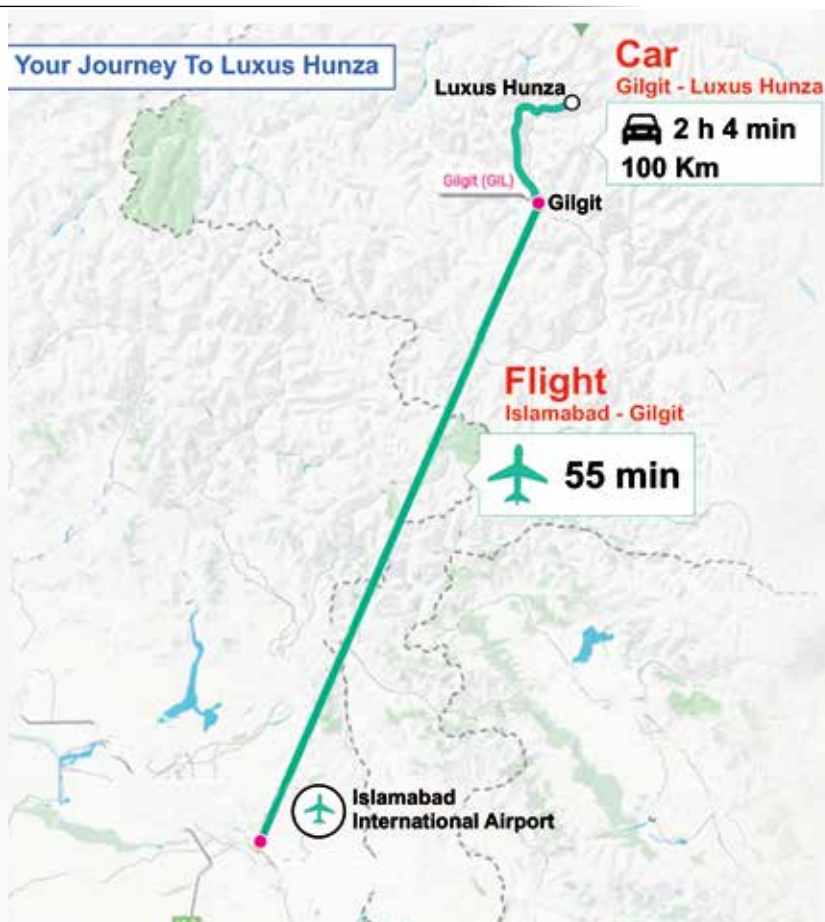 Your Journey To Luxus Hunza
Car
Gilgit - Luxus Hunza
2 h 4 min
100 Km
Luxus Hunza
Gilgit (GIL)
Gilgit
Flight
Islamabad - Gilgit
55 min
Islamabad
International Airport